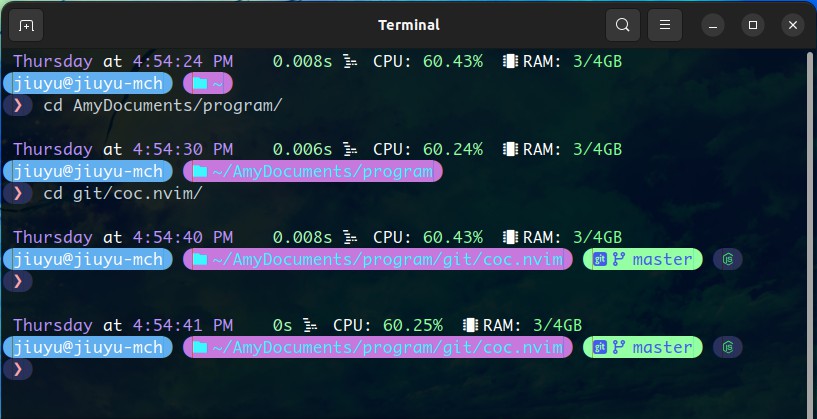 Terminal
Thursday at 4:54:24 PM 0.008s CPU: 60.43% RAM: 3/4GB
jiuyu@jiuyu-mch ~
❯ cd AmyDocuments/program/
Thursday at 4:54:30 PM 0.006s CPU: 60.24% RAM: 3/4GB
jiuyu@jiuyu-mch ~/AmyDocuments/program
❯ cd git/coc.nvim/
Thursday at 4:54:40 PM 0.008s CPU: 60.43% RAM: 3/4GB
jiuyu@jiuyu-mch ~/AmyDocuments/program/git/coc.nvim git master
❯
Thursday at 4:54:41 PM 0s CPU: 60.25% RAM: 3/4GB
jiuyu@jiuyu-mch ~/AmyDocuments/program/git/coc.nvim git master
❯